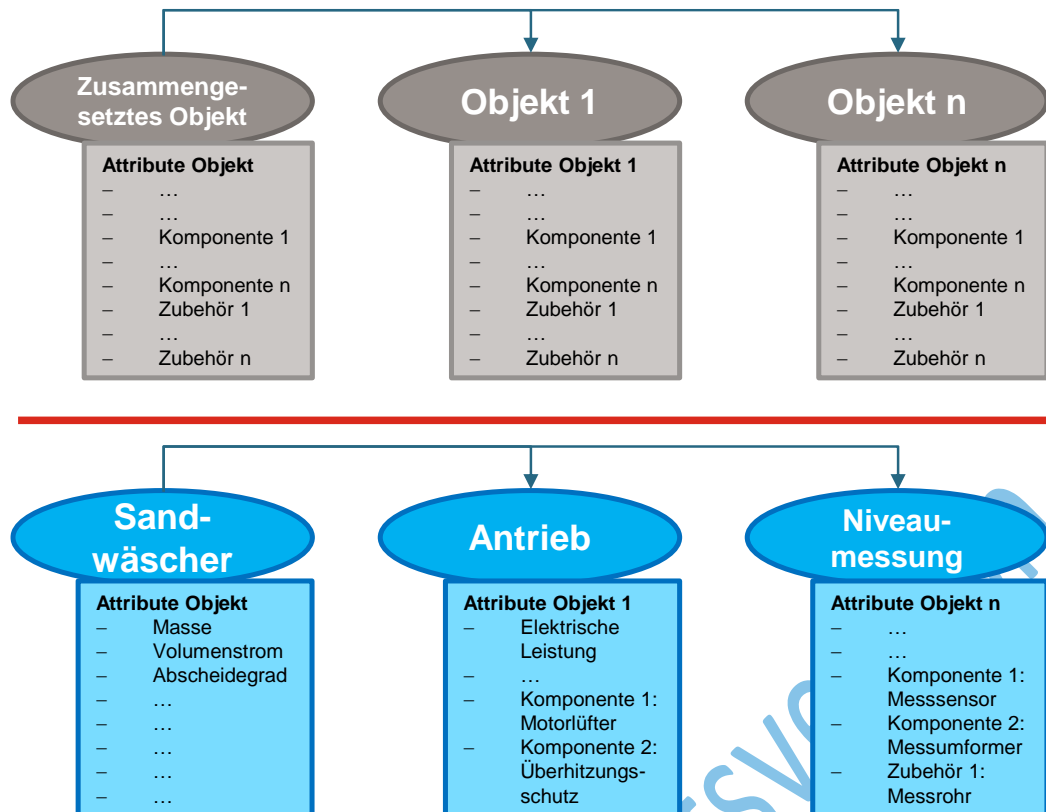 Zusammenge-
setztes Objekt
Objekt 1
Objekt n
Attribute Objekt
– …
– …
– Komponente 1
– …
– Komponente n
– Zubehör 1
– …
– Zubehör n
Attribute Objekt 1
– …
– …
– Komponente 1
– …
– Komponente n
– Zubehör 1
– …
– Zubehör n
Attribute Objekt n
– …
– …
– Komponente 1
– …
– Komponente n
– Zubehör 1
– …
– Zubehör n
Sand-
wäscher
Antrieb
Niveau-
messung
Attribute Objekt
– Masse
– Volumenstrom
– Abscheidegrad
– …
– …
– …
– …
– …
Attribute Objekt 1
– Elektrische
Leistung
– …
– Komponente 1:
Motorlüfter
– Komponente 2:
Überhitzungs-
schutz
Attribute Objekt n
– …
– …
– Komponente 1:
Messsensor
– Komponente 2:
Messumformer
– Zubehör 1:
Messrohr